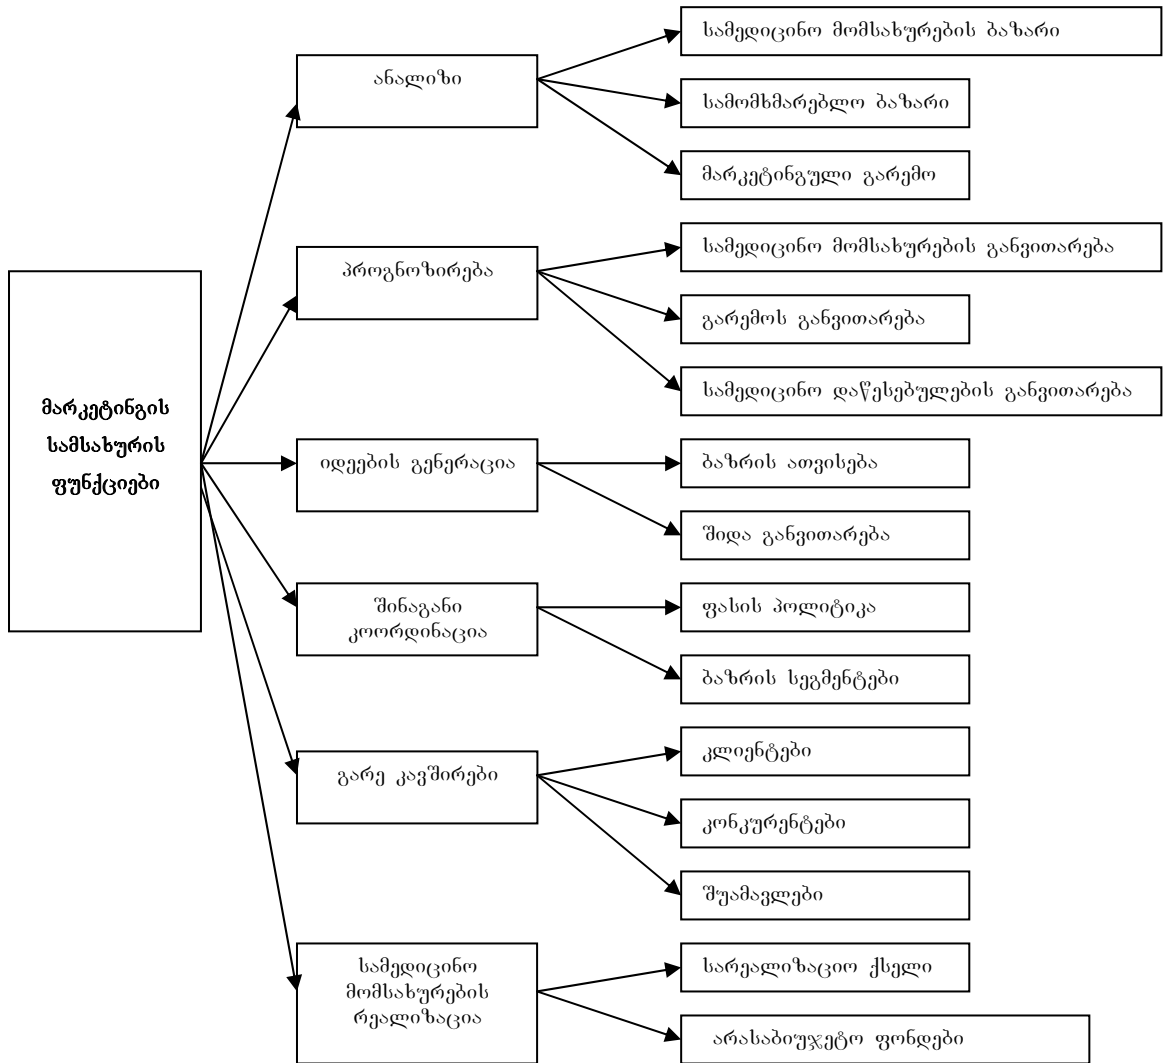 მარკეტინგის
სამსახურის
ფუნქციები
ანალიზი
სამედიცინო მომსახურების ბაზარი
სამომხმარებლო ბაზარი
მარკეტინგული გარემო
პროგნოზირება
სამედიცინო მომსახურების განვითარება
გარემოს განვითარება
სამედიცინო დაწესებულების განვითარება
იდეების გენერაცია
ბაზრის ათვისება
შიდა განვითარება
შინაგანი
კოორდინაცია
ფასის პოლიტიკა
ბაზრის სეგმენტები
გარე კავშირები
კლიენტები
კონკურენტები
შუამავლები
სამედიცინო
მომსახურების
რეალიზაცია
სარეალიზაციო ქსელი
არასაბიუჯეტო ფონდები